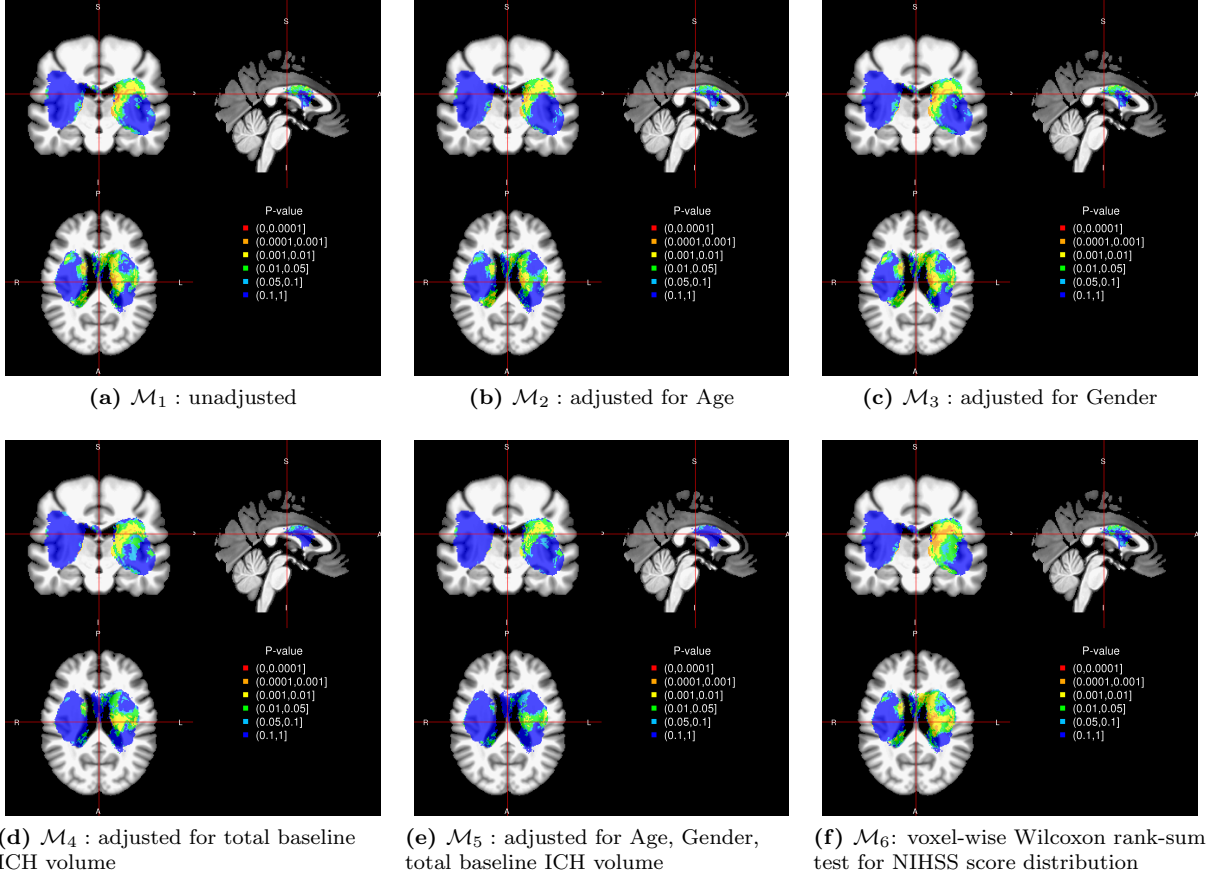 S
S
P
A
I
I
P
P-value
(0,0.0001]
(0.0001,0.001]
(0.001,0.01]
(0.01,0.05]
(0.05,0.1]
(0.1,1]
R
L
A
(a) M1 : unadjusted
S
S
P
A
I
I
P
P-value
(0,0.0001]
(0.0001,0.001]
(0.001,0.01]
(0.01,0.05]
(0.05,0.1]
(0.1,1]
R
L
A
(b) M2 : adjusted for Age
S
S
P
A
I
I
P
P-value
(0,0.0001]
(0.0001,0.001]
(0.001,0.01]
(0.01,0.05]
(0.05,0.1]
(0.1,1]
R
L
A
(c) M3 : adjusted for Gender
S
S
P
A
I
I
P
P-value
(0,0.0001]
(0.0001,0.001]
(0.001,0.01]
(0.01,0.05]
(0.05,0.1]
(0.1,1]
R
L
A
(d) M4 : adjusted for total baseline
ICH volume
S
S
P
A
I
I
P
P-value
(0,0.0001]
(0.0001,0.001]
(0.001,0.01]
(0.01,0.05]
(0.05,0.1]
(0.1,1]
R
L
A
(e) M5 : adjusted for Age, Gender,
total baseline ICH volume
S
S
P
A
I
I
P
P-value
(0,0.0001]
(0.0001,0.001]
(0.001,0.01]
(0.01,0.05]
(0.05,0.1]
(0.1,1]
R
L
A
(f) M6: voxel-wise Wilcoxon rank-sum
test for NIHSS score distribution